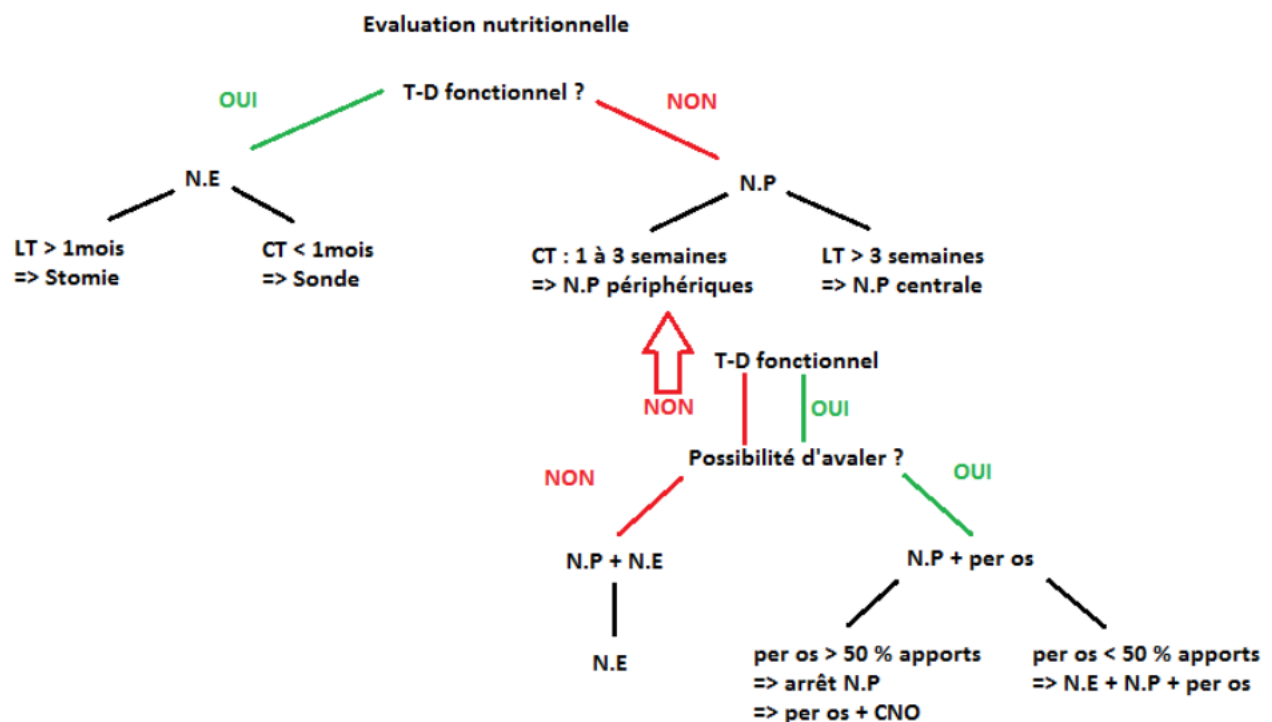 Evaluation nutritionnelle
T-D fonctionnel ?
OUI
NON
N.E
N.P
LT > 1mois
=> Stomie
CT < 1mois
=> Sonde
CT : 1 à 3 semaines
=> N.P périphériques
LT > 3 semaines
=> N.P centrale
T-D fonctionnel
NON
OUI
Possibilité d'avaler ?
NON
OUI
N.P + N.E
N.P + per os
N.E
per os > 50 % apports
=> arrêt N.P
=> per os + CNO
per os < 50 % apports
=> N.E + N.P + per os